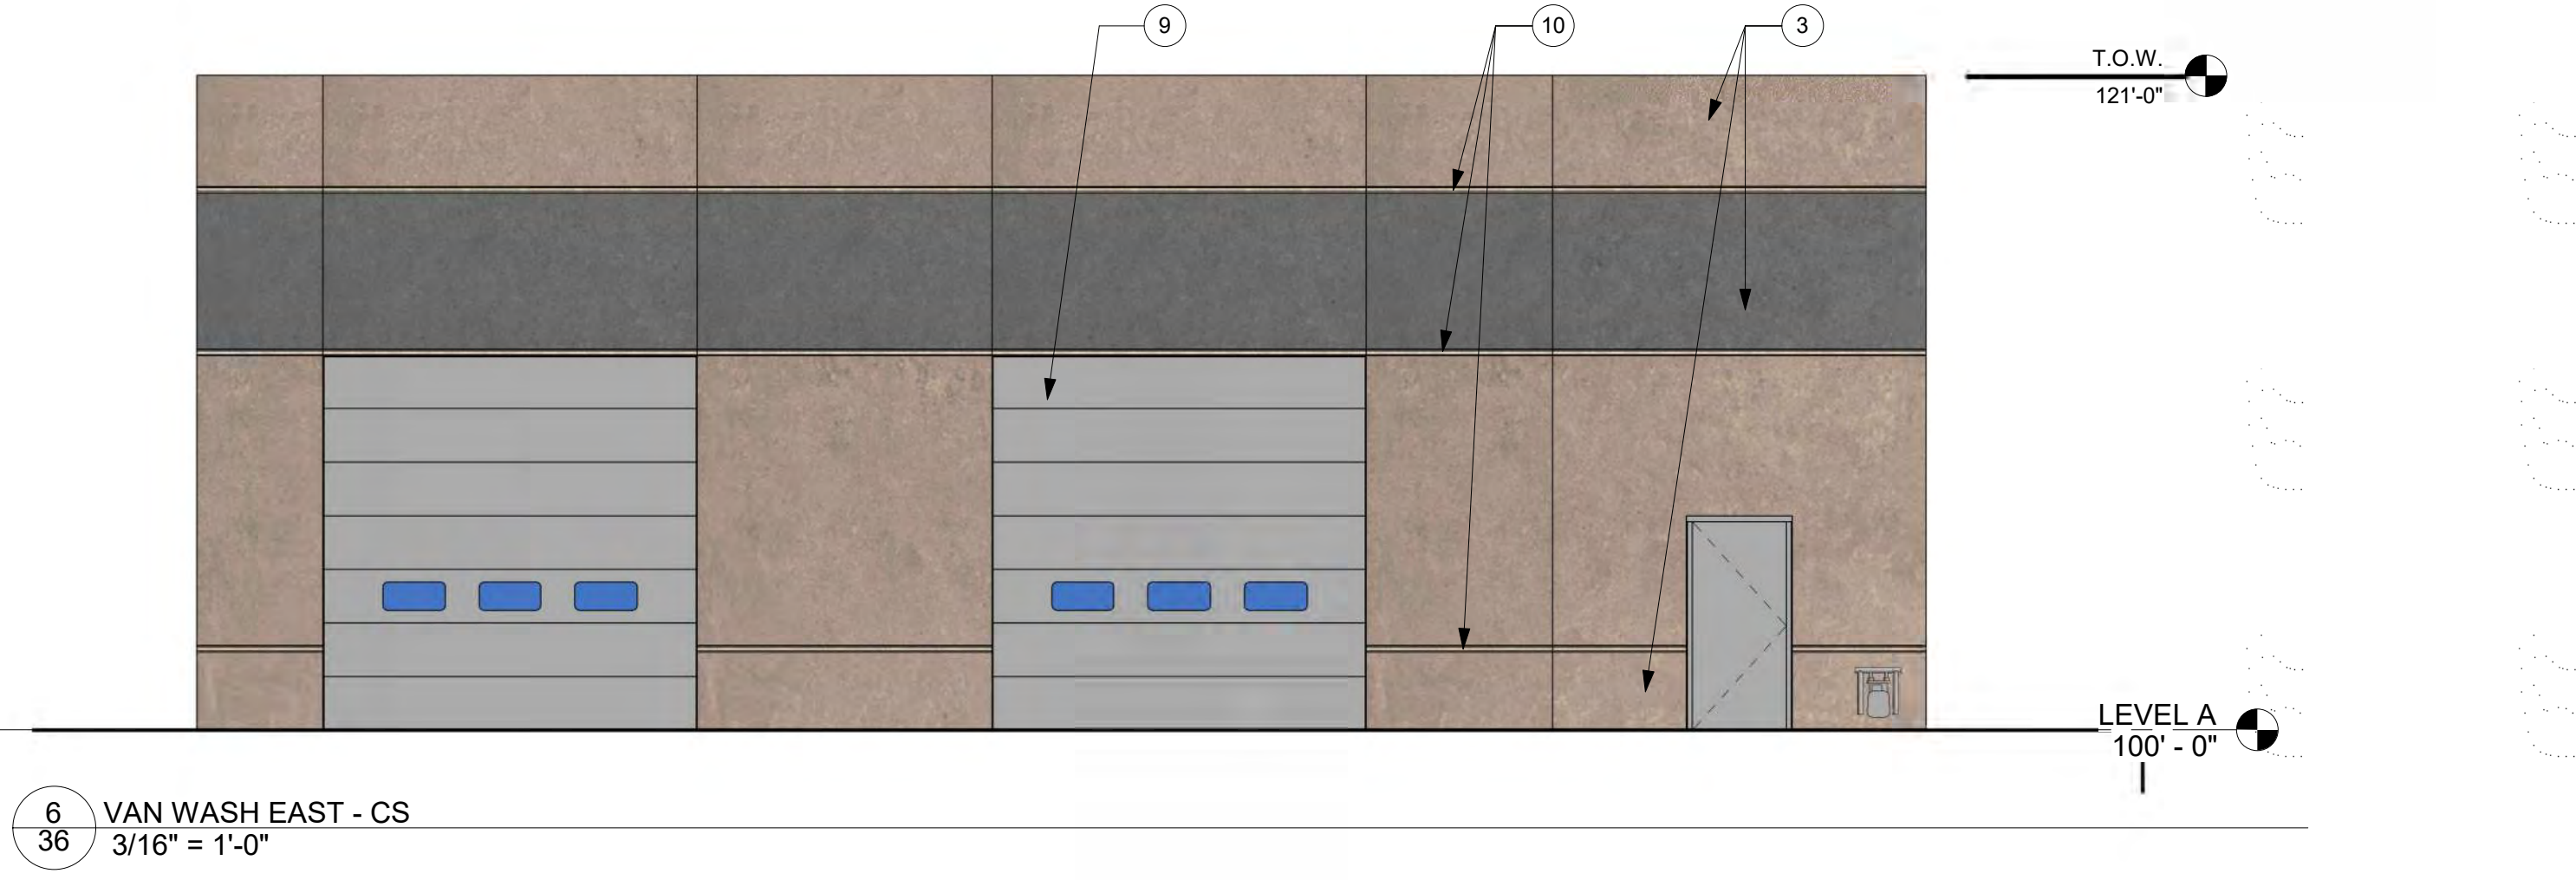 9
10
3
T.O.W.
121'-0"
LEVEL A
100' - 0"
6
36
VAN WASH EAST - CS
3/16" = 1'-0"